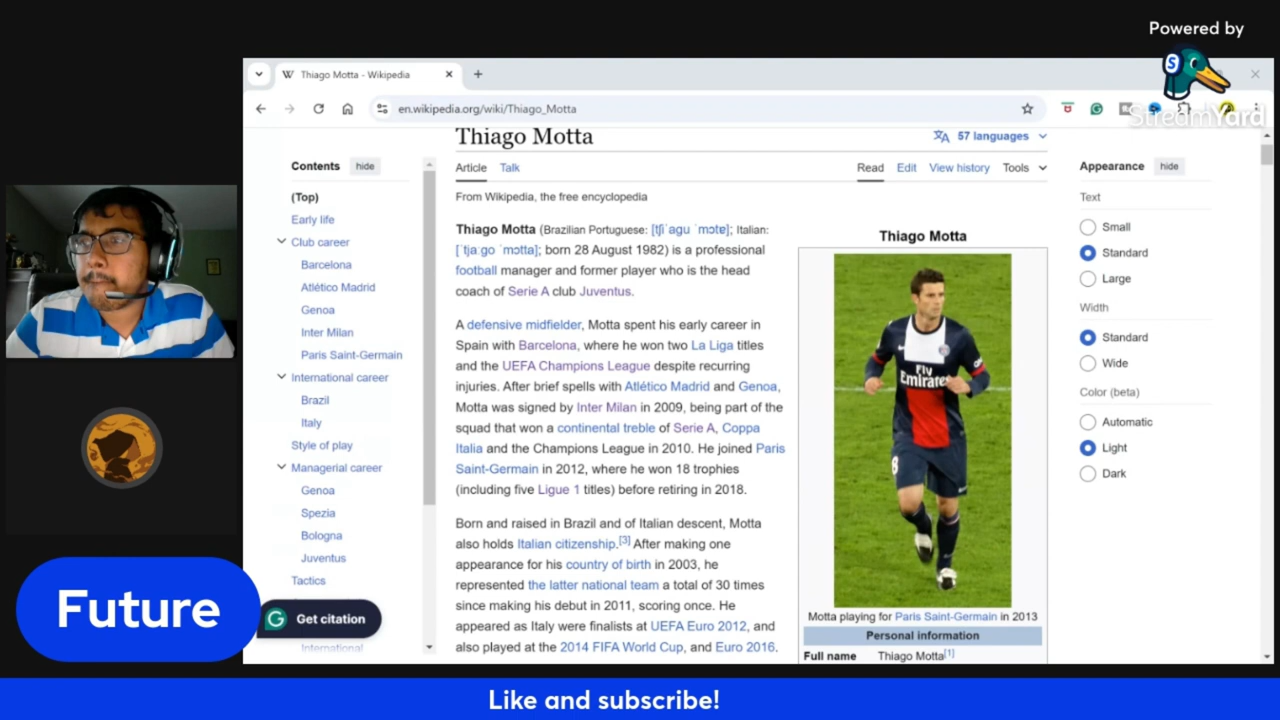 Powered by
StreamYard
Thiago Motta - Wikipedia
en.wikipedia.org/wiki/Thiago_Motta
Thiago Motta
57 languages
Contents hide
Article Talk
Read Edit View history Tools
Appearance hide
(Top)
Early life
Club career
Barcelona
Atlético Madrid
Genoa
Inter Milan
Paris Saint-Germain
International career
Brazil
Italy
Style of play
Managerial career
Genoa
Spezia
Bologna
Juventus
Tactics
International
Get citation
From Wikipedia, the free encyclopedia
Thiago Motta (Brazilian Portuguese: [tʃiˈagu ˈmɔtɐ]; Italian:
[ˈtjaːɡo ˈmɔtta]; born 28 August 1982) is a professional
football manager and former player who is the head
coach of Serie A club Juventus.
A defensive midfielder, Motta spent his early career in
Spain with Barcelona, where he won two La Liga titles
and the UEFA Champions League despite recurring
injuries. After brief spells with Atlético Madrid and Genoa,
Motta was signed by Inter Milan in 2009, being part of the
squad that won a continental treble of Serie A, Coppa
Italia and the Champions League in 2010. He joined Paris
Saint-Germain in 2012, where he won 18 trophies
(including five Ligue 1 titles) before retiring in 2018.
Born and raised in Brazil and of Italian descent, Motta
also holds Italian citizenship.[3] After making one
appearance for his country of birth in 2003, he
represented the latter national team a total of 30 times
since making his debut in 2011, scoring once. He
appeared as Italy were finalists at UEFA Euro 2012, and
also played at the 2014 FIFA World Cup, and Euro 2016.
Thiago Motta
Fly
Emirates
8
Motta playing for Paris Saint-Germain in 2013
Personal information
Full name Thiago Motta[1]
Text
Small
Standard
Large
Width
Standard
Wide
Color (beta)
Automatic
Light
Dark
Future
Like and subscribe!